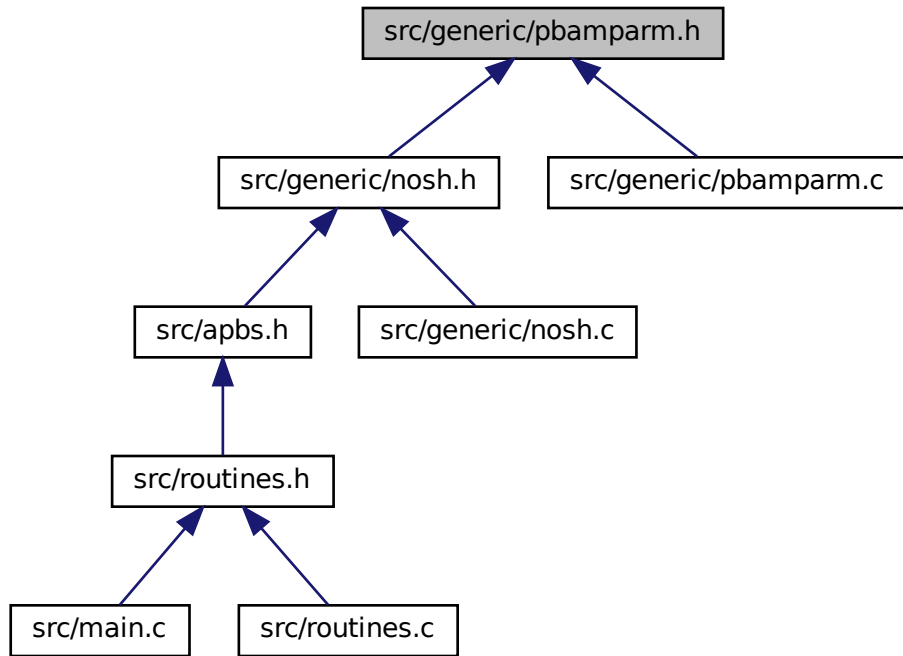 src/generic/pbamparm.h
src/generic/nosh.h
src/generic/pbamparm.c
src/apbs.h
src/generic/nosh.c
src/routines.h
src/main.c
src/routines.c